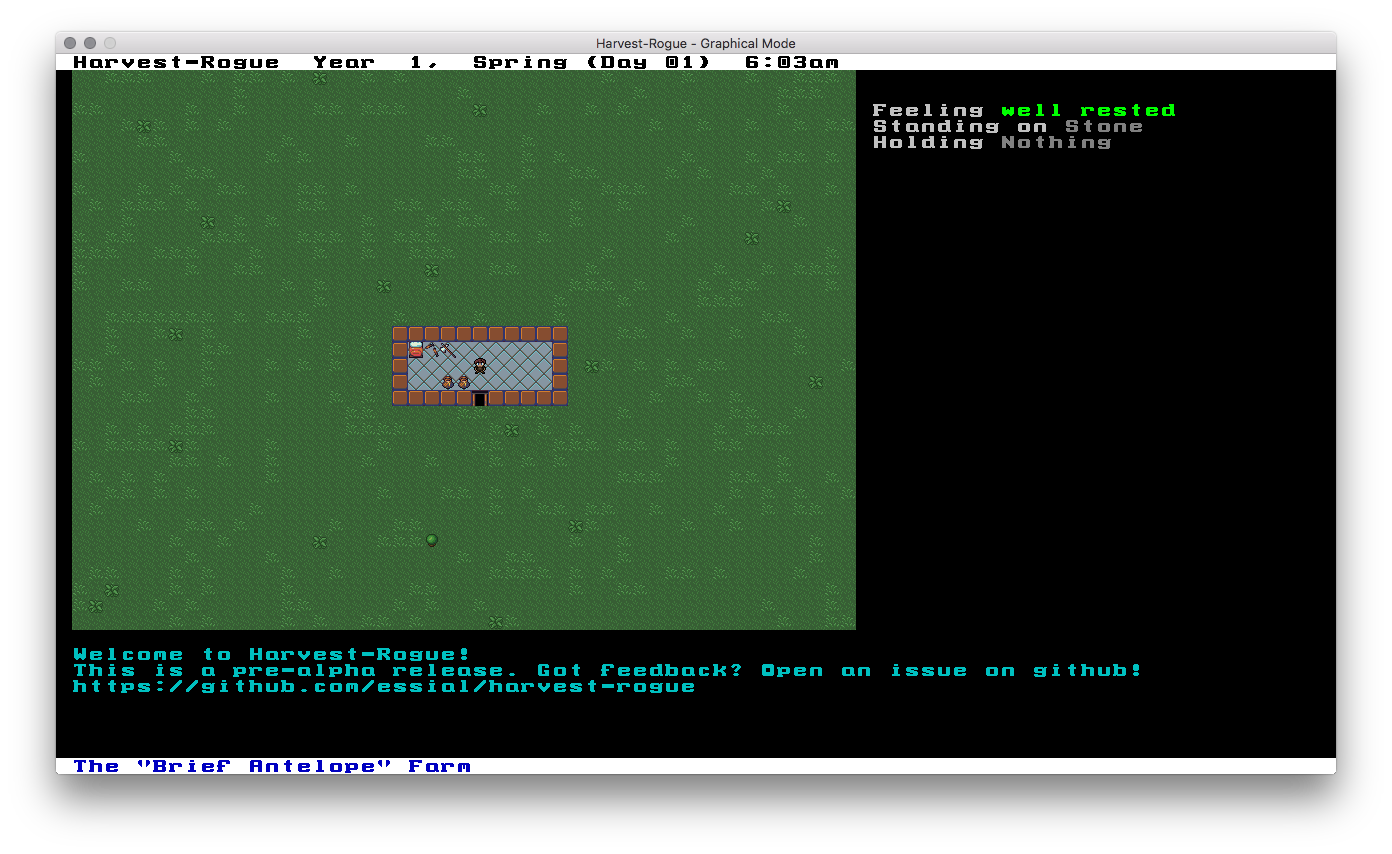 Harvest-Rogue - Graphical Mode
Harvest-Rogue  Year  1,  Spring (Day 01)  6:03am
Feeling well rested
Standing on Stone
Holding Nothing
Welcome to Harvest-Rogue!
This is a pre-alpha release. Got feedback? Open an issue on github!
https://github.com/essial/harvest-rogue
The "Brief Antelope" Farm